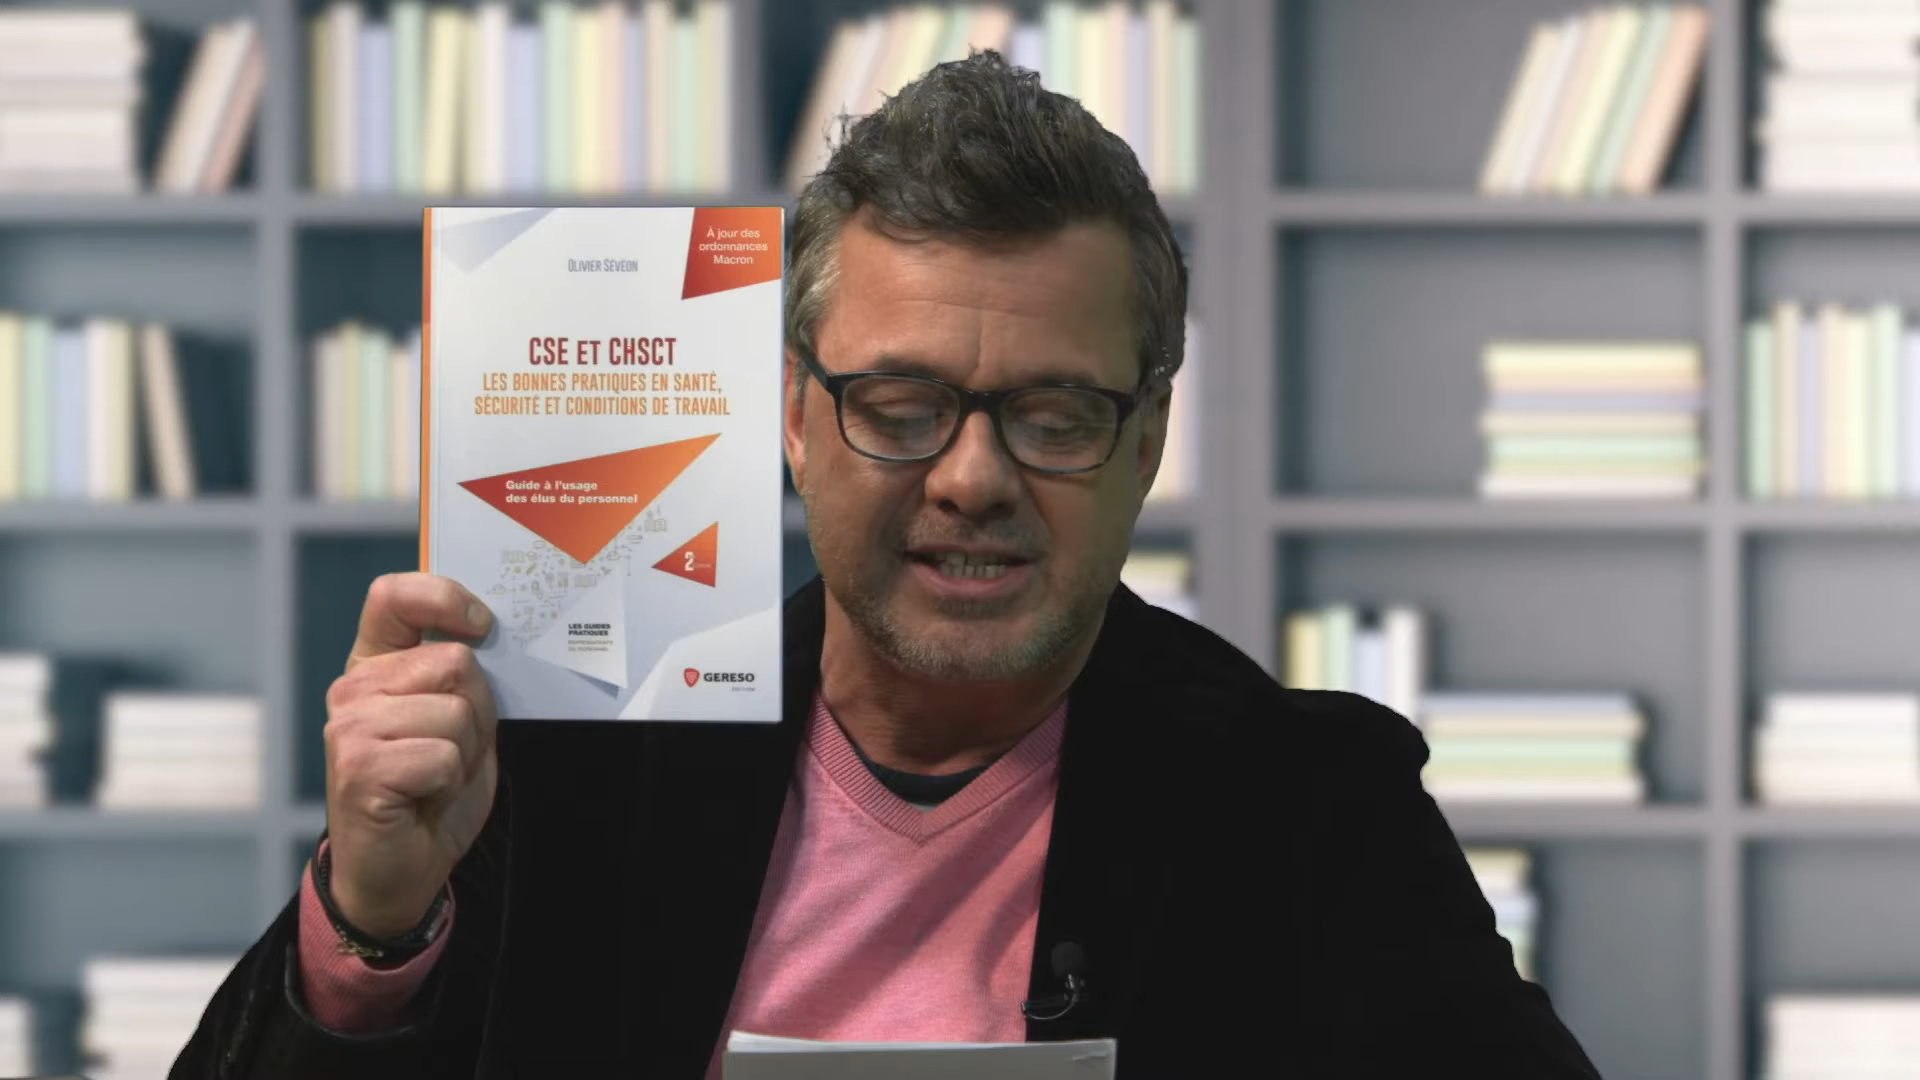 À jour des
ordonnances
Macron
OLIVIER SÉVÉON
CSE ET CHSCT
LES BONNES PRATIQUES EN SANTÉ,
SÉCURITÉ ET CONDITIONS DE TRAVAIL
Guide à l'usage
des élus du personnel
2
LES GUIDES
PRATIQUES
GERESO